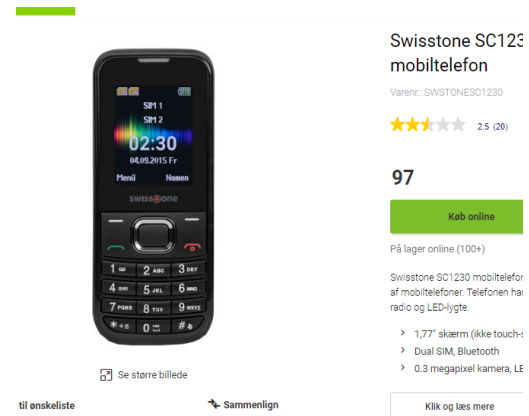 Swisstone SC123
mobiltelefon
Varenr.: SWSTONESC1230
2.5 (20)
97
Køb online
På lager online (100+)
Swisstone SC1230 mobiltelefon
af mobiltelefoner. Telefonen har
radio og LED-lygte.
1,77" skærm (ikke touch-s
Dual SIM, Bluetooth
0.3 megapixel kamera, LE
Klik og læs mere
SIM 1
SIM 2
02:30
04.09.2015 Fr
Menü Namen
swisstone
1 2 ABC 3 DEF
4 GHI 5 JKL 6 MNO
7 PQRS 8 TUV 9 WXYZ
* 0 #
Se større billede
til ønskeliste
Sammenlign